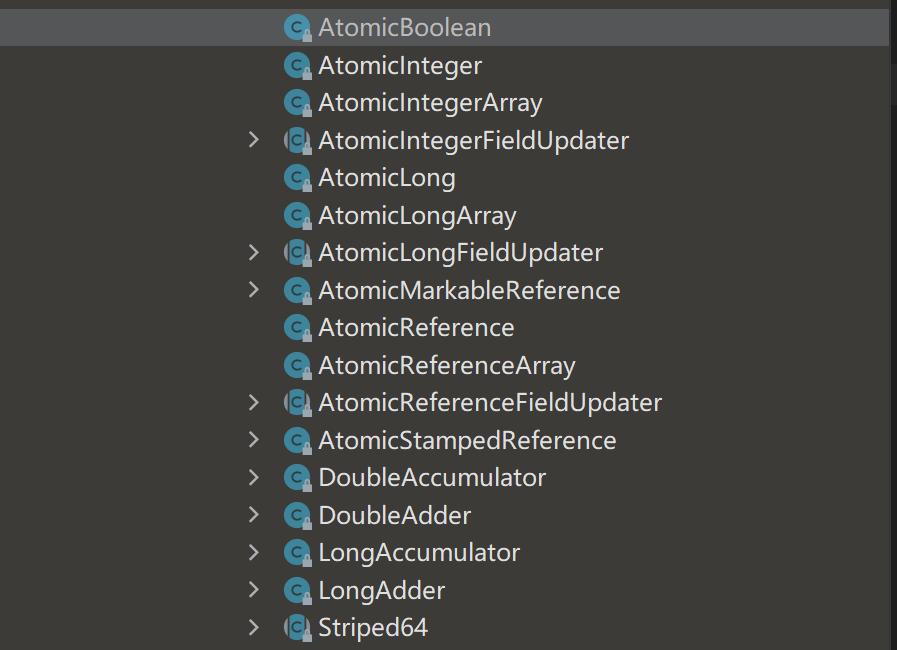 AtomicBoolean
AtomicInteger
AtomicIntegerArray
AtomicIntegerFieldUpdater
AtomicLong
AtomicLongArray
AtomicLongFieldUpdater
AtomicMarkableReference
AtomicReference
AtomicReferenceArray
AtomicReferenceFieldUpdater
AtomicStampedReference
DoubleAccumulator
DoubleAdder
LongAccumulator
LongAdder
Striped64